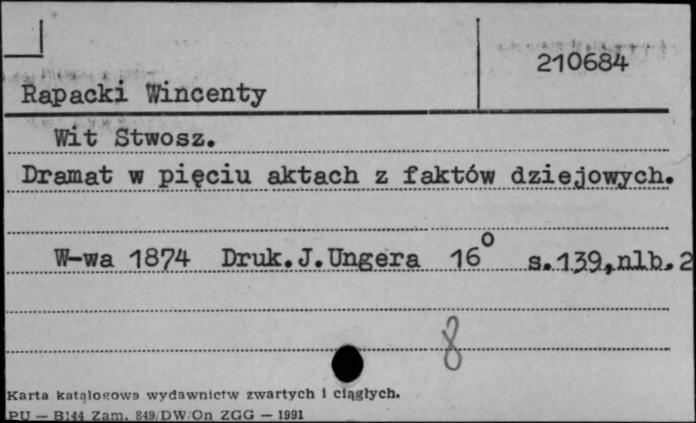 210684
Rapacki Wincenty
Wit Stwosz.
Dramat w pięciu aktach z faktów dziejowych.
W-wa 1874 Druk.J.Ungera 16° s.139,nlb.2
8
Karta katalogowa wydawnictw zwartych i ciągłych.
PU — B144 Zam. 849/DW/On ZGG — 1991